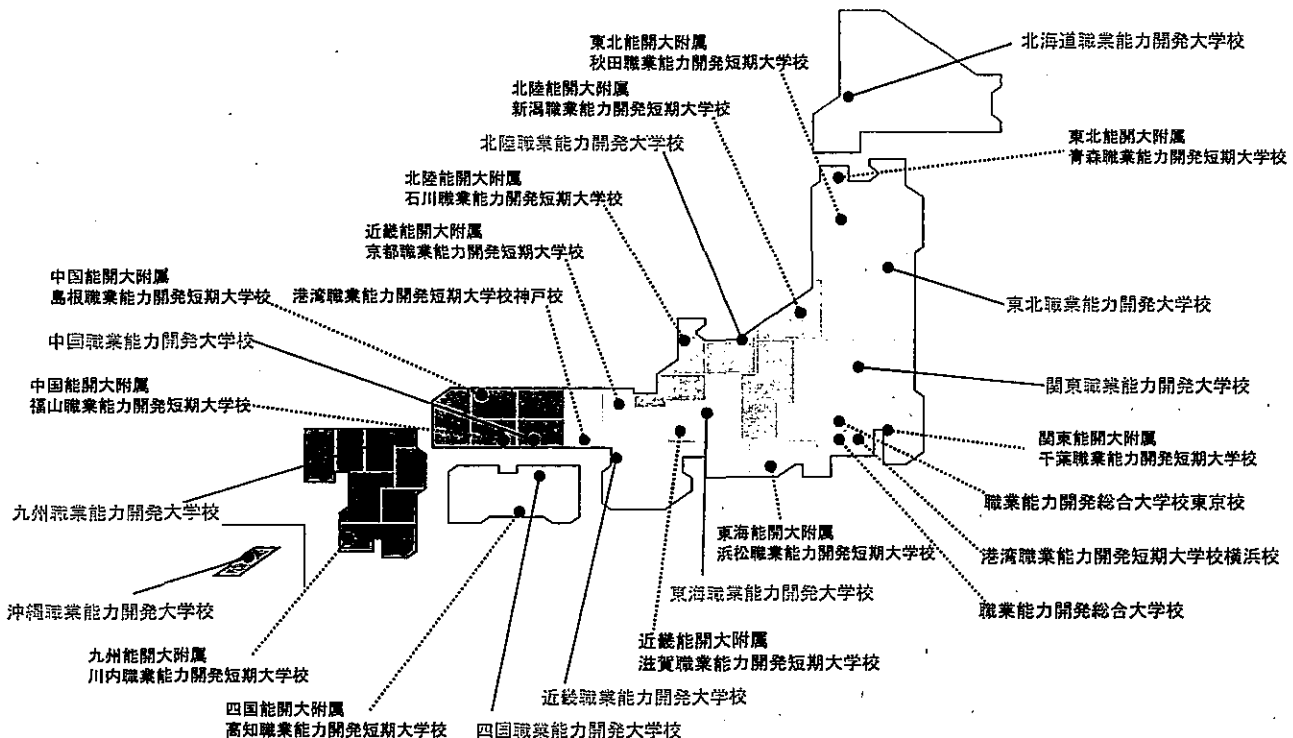 東北能開大附属
秋田職業能力開発短期大学校
北海道職業能力開発大学校
北陸能開大附属
新潟職業能力開発短期大学校
東北能開大附属
青森職業能力開発短期大学校
北陸職業能力開発大学校
北陸能開大附属
石川職業能力開発短期大学校
近畿能開大附属
京都職業能力開発短期大学校
中国能開大附属
島根職業能力開発短期大学校
港湾職業能力開発短期大学校神戸校
東北職業能力開発大学校
中国職業能力開発大学校
中国能開大附属
福山職業能力開発短期大学校
関東職業能力開発大学校
関東能開大附属
千葉職業能力開発短期大学校
職業能力開発総合大学校東京校
九州職業能力開発大学校
東海能開大附属
浜松職業能力開発短期大学校
港湾職業能力開発短期大学校横浜校
東海職業能力開発大学校
職業能力開発総合大学校
沖縄職業能力開発大学校
近畿能開大附属
滋賀職業能力開発短期大学校
九州能開大附属
川内職業能力開発短期大学校
近畿職業能力開発大学校
四国能開大附属
高知職業能力開発短期大学校
四国職業能力開発大学校